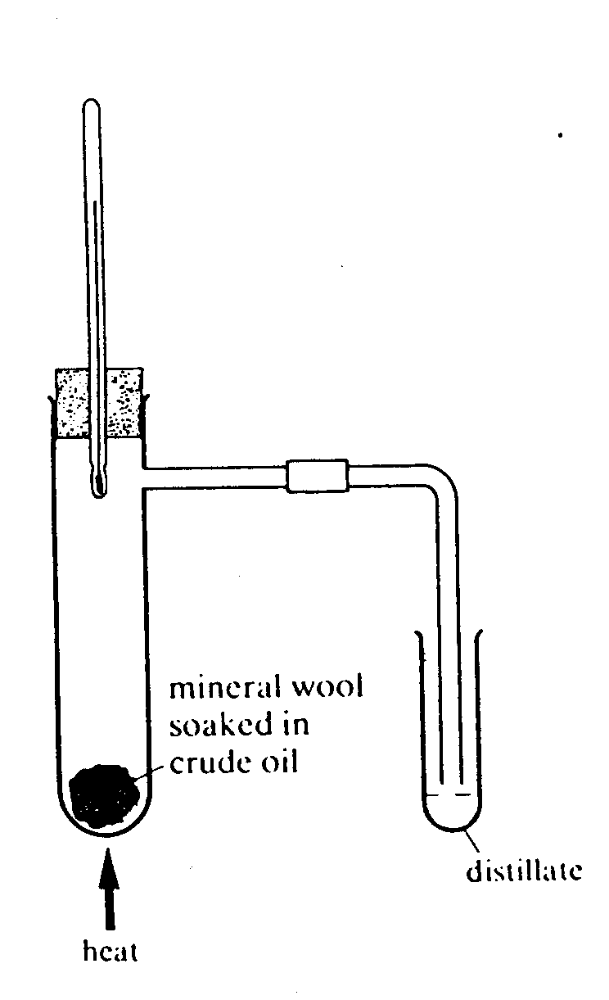 mineral wool
soaked in
crude oil
distillate
heat